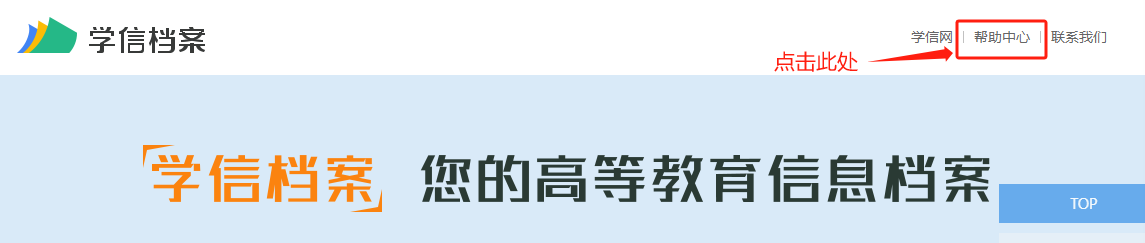 学信档案
学信网 | 帮助中心 | 联系我们
点击此处
学信档案 您的高等教育信息档案
TOP